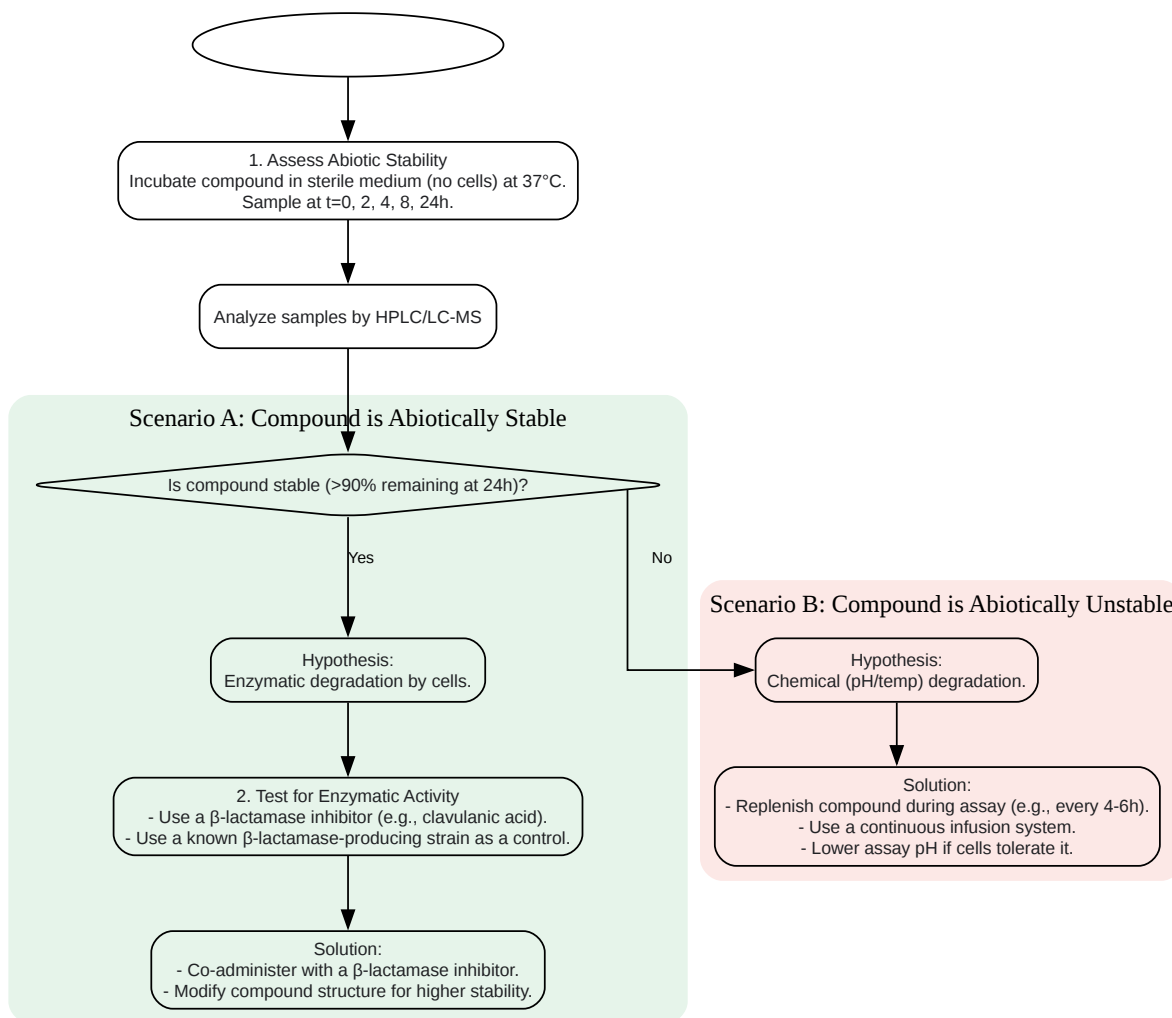 1. Assess Abiotic Stability
Incubate compound in sterile medium (no cells) at 37°C.
Sample at t=0, 2, 4, 8, 24h.
Analyze samples by HPLC/LC-MS
Scenario A: Compound is Abiotically Stable
Is compound stable (>90% remaining at 24h)?
Yes
No
Scenario B: Compound is Abiotically Unstable
Hypothesis:
Enzymatic degradation by cells.
Hypothesis:
Chemical (pH/temp) degradation.
2. Test for Enzymatic Activity
- Use a β-lactamase inhibitor (e.g., clavulanic acid).
- Use a known β-lactamase-producing strain as a control.
Solution:
- Replenish compound during assay (e.g., every 4-6h).
- Use a continuous infusion system.
- Lower assay pH if cells tolerate it.
Solution:
- Co-administer with a β-lactamase inhibitor.
- Modify compound structure for higher stability.